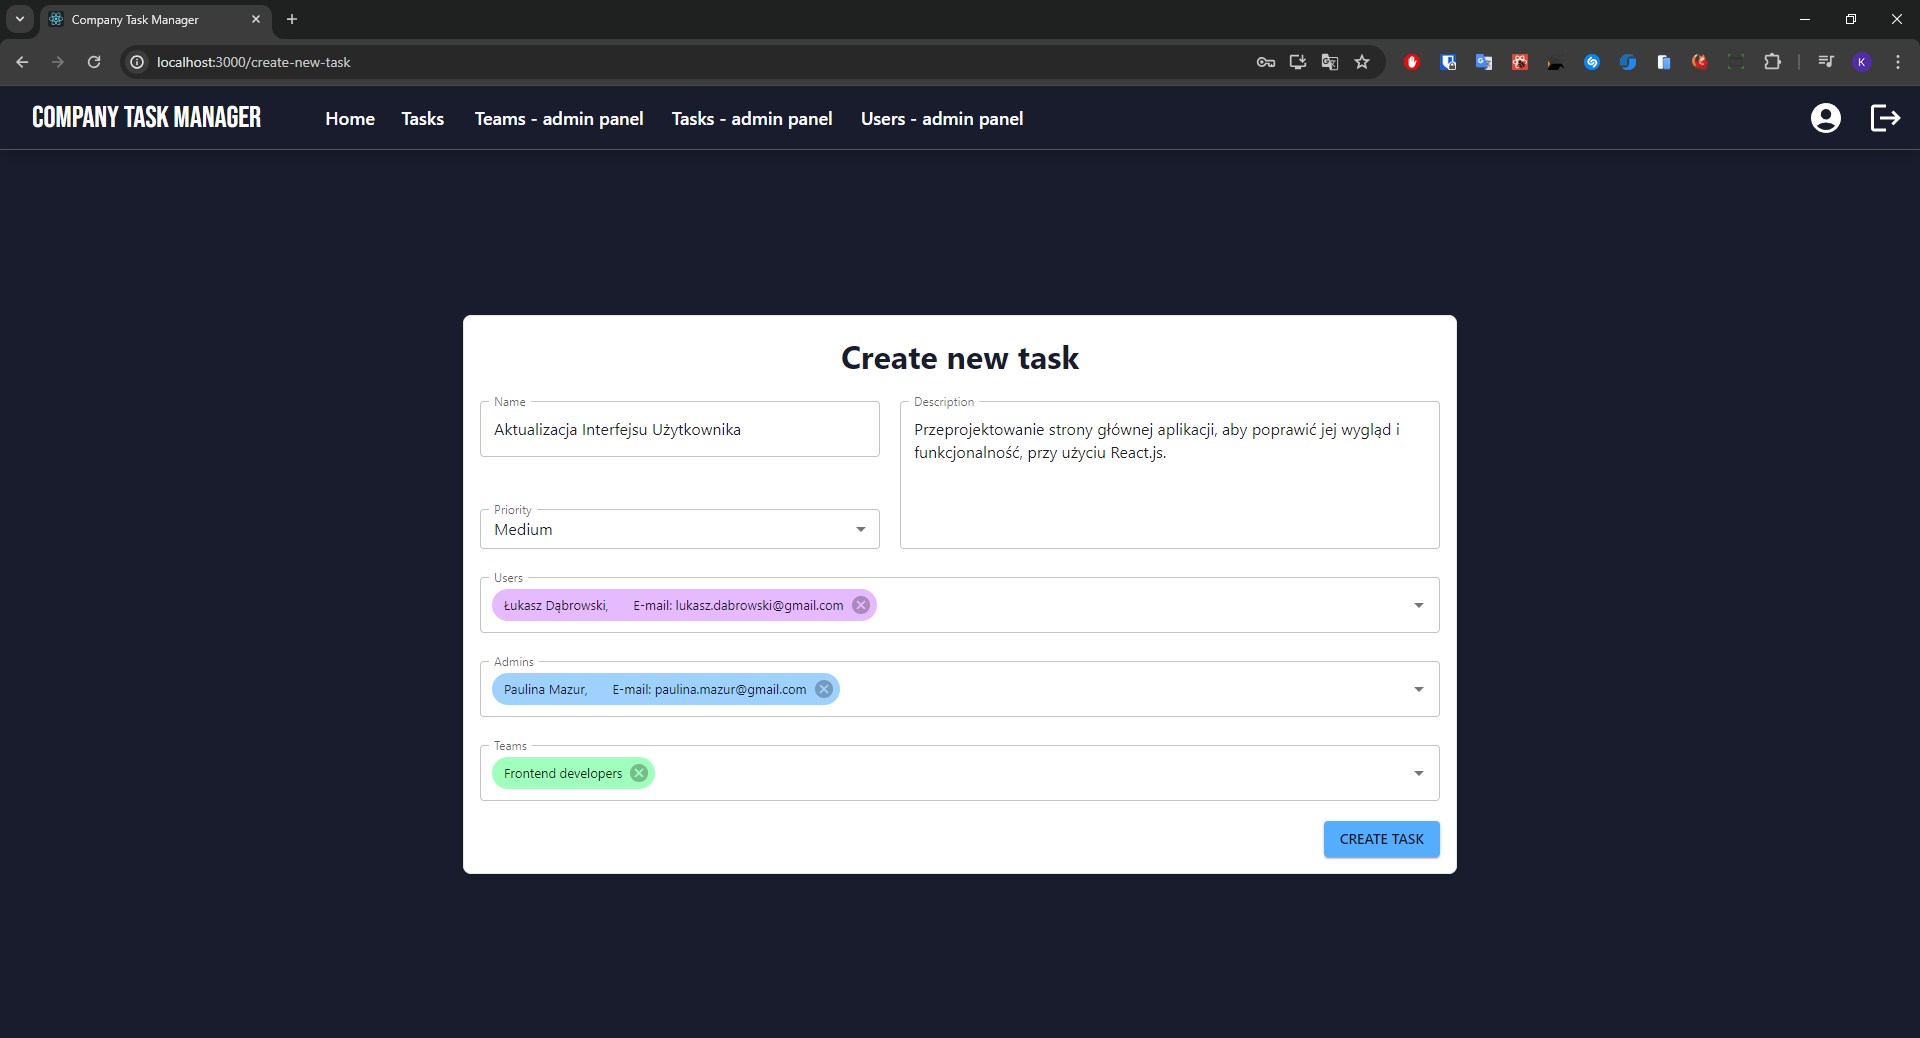 Company Task Manager
localhost:3000/create-new-task
K
COMPANY TASK MANAGER
Home
Tasks
Teams - admin panel
Tasks - admin panel
Users - admin panel
Create new task
Name
Aktualizacja Interfejsu Użytkownika
Description
Przeprojektowanie strony głównej aplikacji, aby poprawić jej wygląd i
funkcjonalność, przy użyciu React.js.
Priority
Medium
Users
Łukasz Dąbrowski, E-mail: lukasz.dabrowski@gmail.com
Admins
Paulina Mazur, E-mail: paulina.mazur@gmail.com
Teams
Frontend developers
CREATE TASK